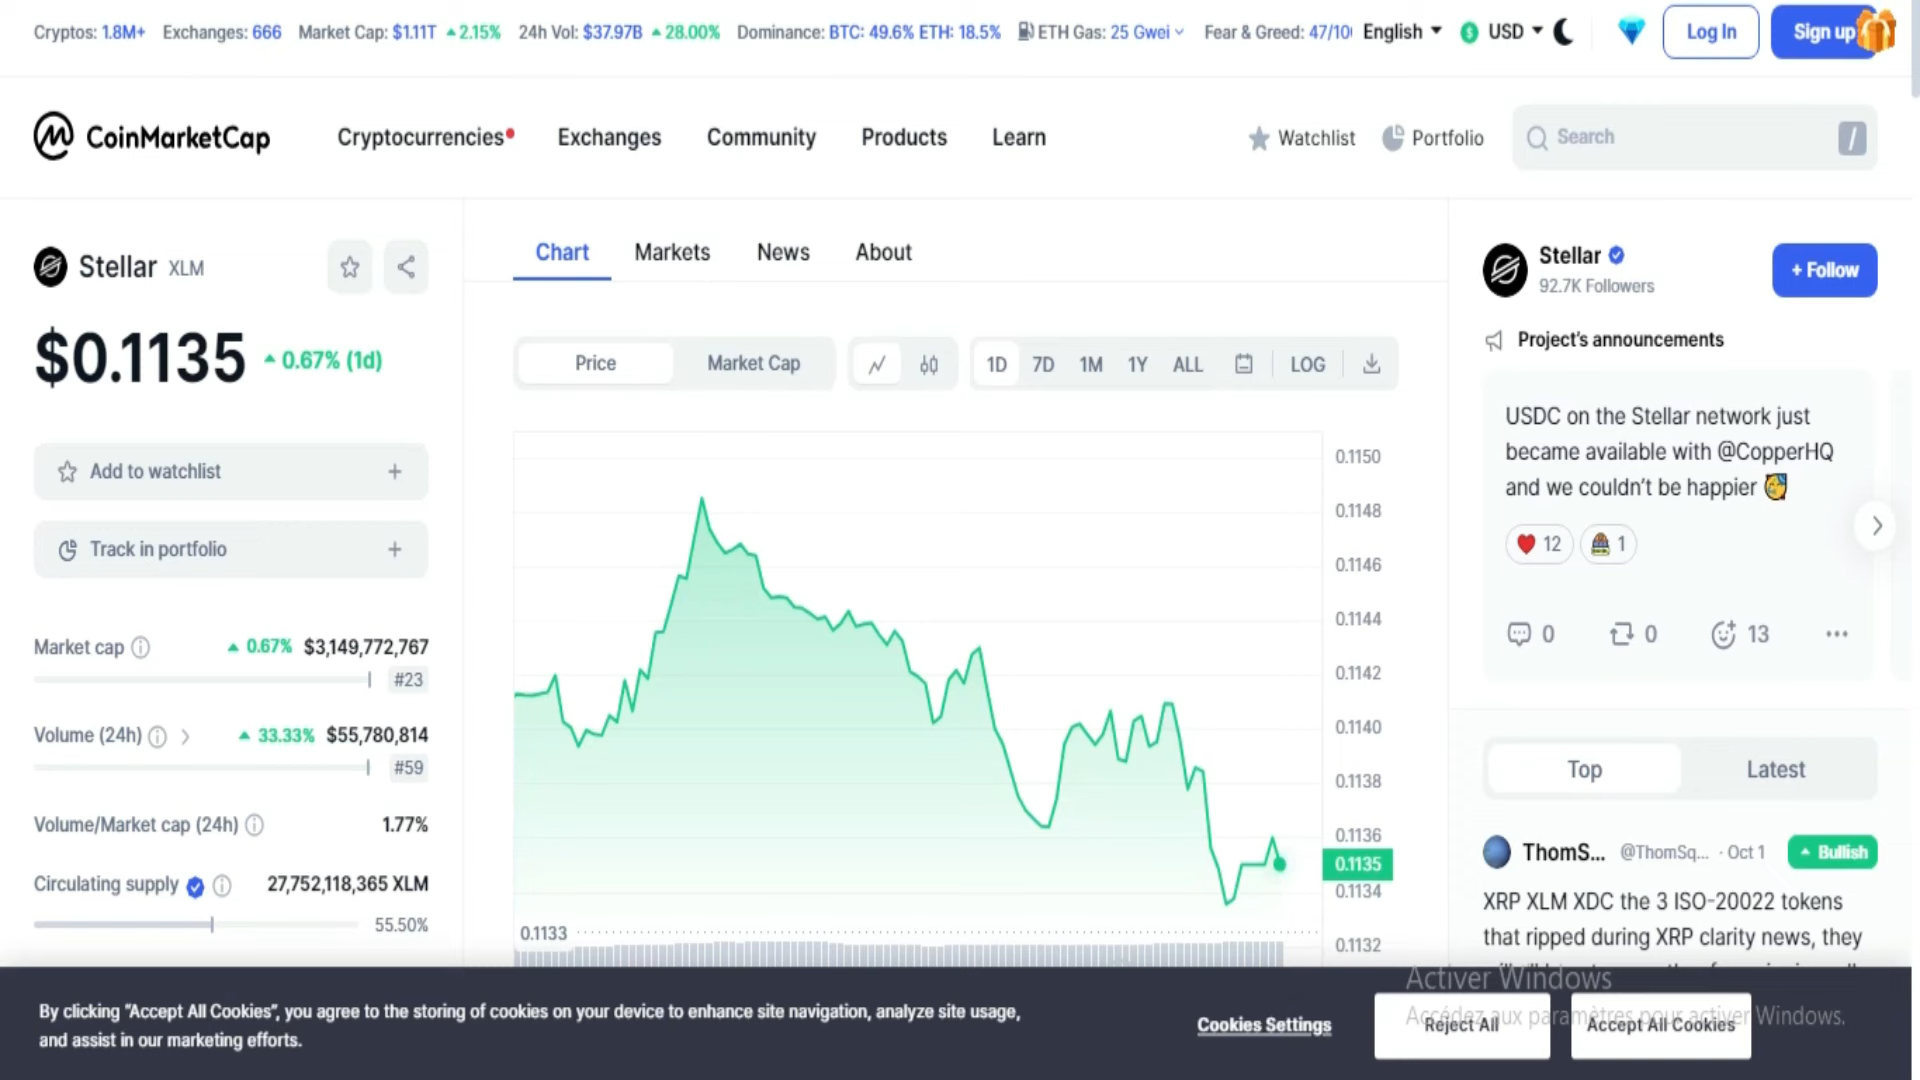 Cryptos: 1.8M+ Exchanges: 666 Market Cap: $1.11T 2.15% 24h Vol: $37.97B 28.00% Dominance: BTC: 49.6% ETH: 18.5% ETH Gas: 25 Gwei Fear & Greed: 47/10 English USD Log In Sign up
CoinMarketCap Cryptocurrencies Exchanges Community Products Learn Watchlist Portfolio Search /
Stellar XLM
$0.1135 0.67% (1d)
Add to watchlist +
Track in portfolio +
Market cap 0.67% $3,149,772,767
#23
Volume (24h) 33.33% $55,780,814
#59
Volume/Market cap (24h) 1.77%
Circulating supply 27,752,118,365 XLM
55.50%
Chart Markets News About
Price Market Cap 1D 7D 1M 1Y ALL LOG
0.1150
0.1148
0.1146
0.1144
0.1142
0.1140
0.1138
0.1136
0.1135
0.1134
0.1133
0.1132
Stellar
92.7K Followers
+ Follow
Project's announcements
USDC on the Stellar network just
became available with @CopperHQ
and we couldn't be happier
12 1
0 0 13
Top Latest
ThomS... @ThomSq... · Oct 1 Bullish
XRP XLM XDC the 3 ISO-20022 tokens
that ripped during XRP clarity news, they
By clicking "Accept All Cookies", you agree to the storing of cookies on your device to enhance site navigation, analyze site usage,
and assist in our marketing efforts.
Cookies Settings
Reject All
Accept All Cookies
Activer Windows
Accédez aux paramètres pour activer Windows.